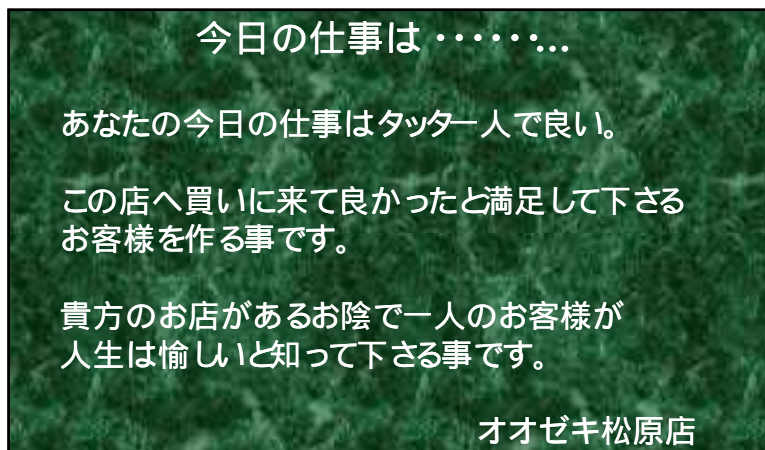 今日の仕事は ・・・・・・...
あなたの今日の仕事はタッタ一人で良い。
この店へ買いに来て良かったと満足して下さる
お客様を作る事です。
貴方のお店があるお陰で一人のお客様が
人生は愉しいと知って下さる事です。
オオゼキ松原店